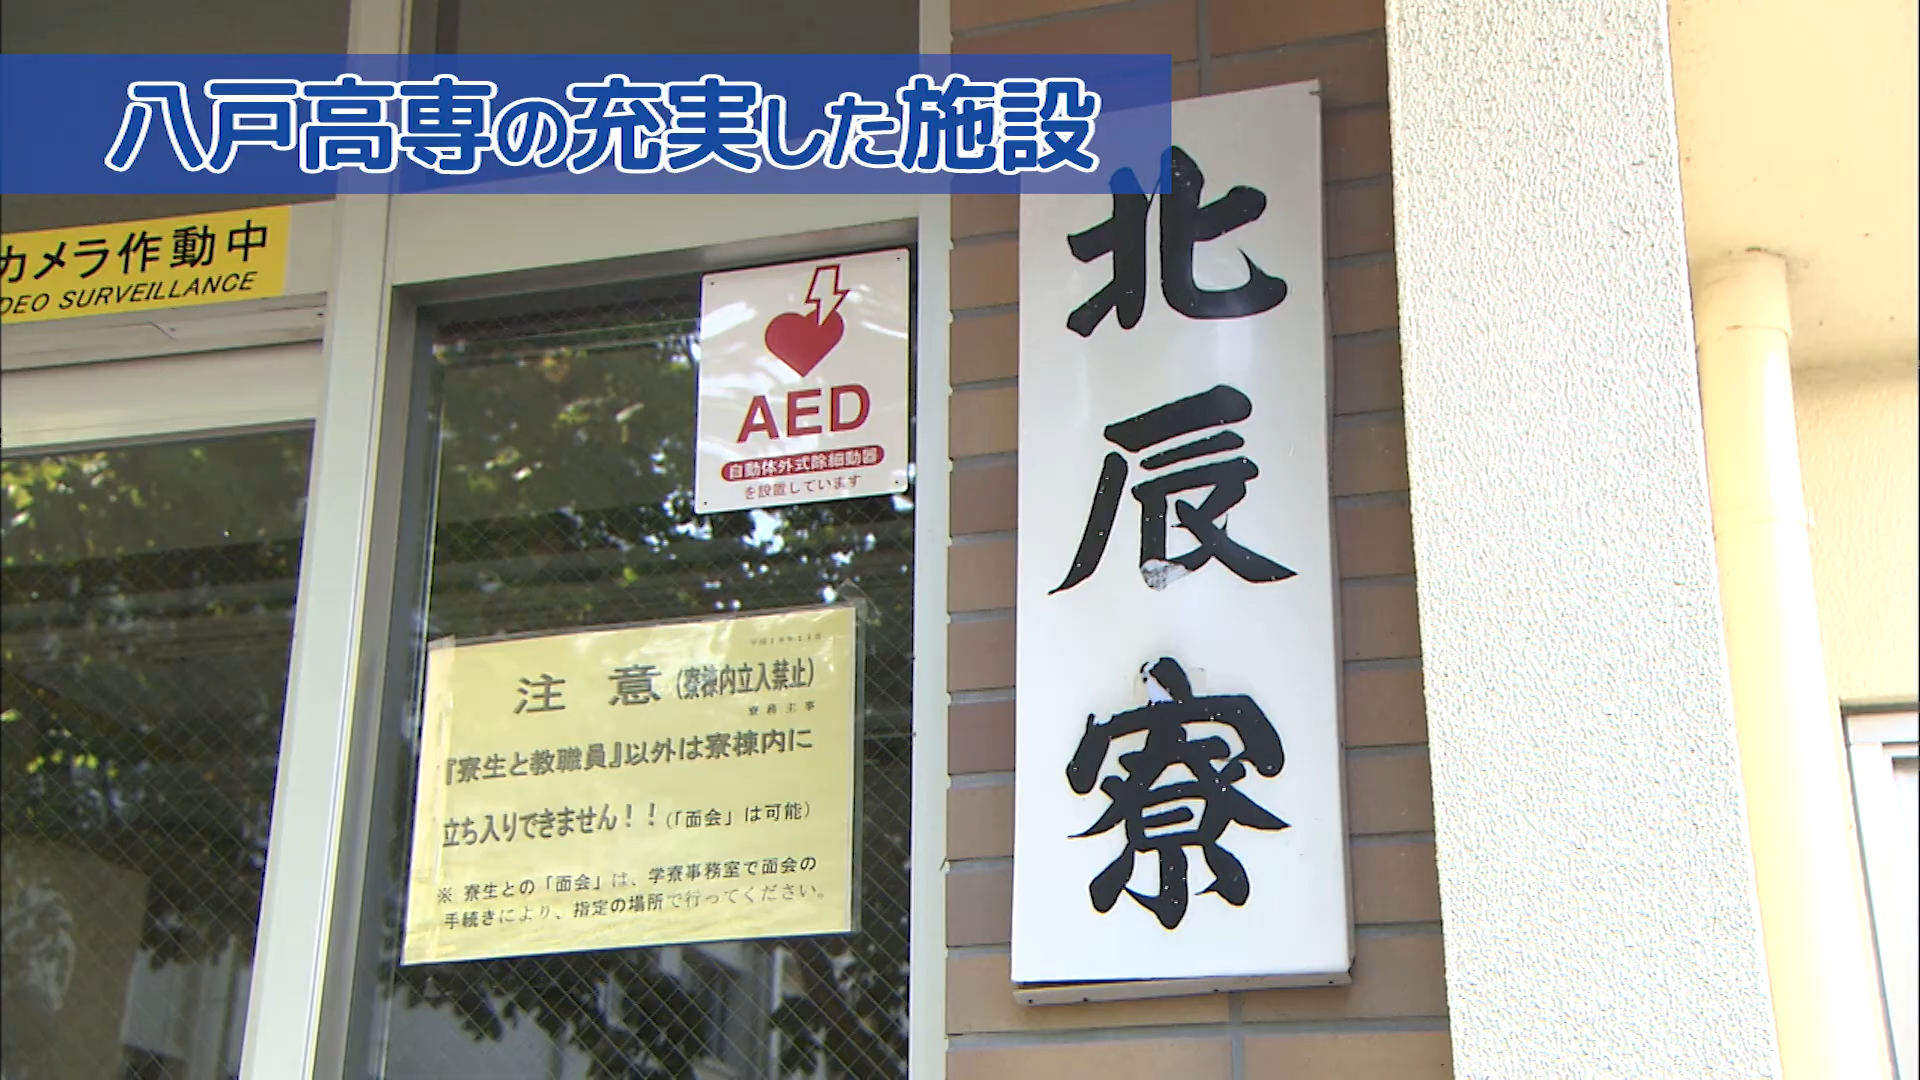 八戸高専の充実した施設
カメラ作動中
DEO SURVEILLANCE
AED
自動体外式除細動器
を設置しています
北辰寮
注意(寮棟内立入禁止)
寮務主事
『寮生と教職員』以外は寮棟内に
立ち入りできません！！(「面会」は可能)
※ 寮生との「面会」は、学寮事務室で面会の
手続きにより、指定の場所で行ってください。